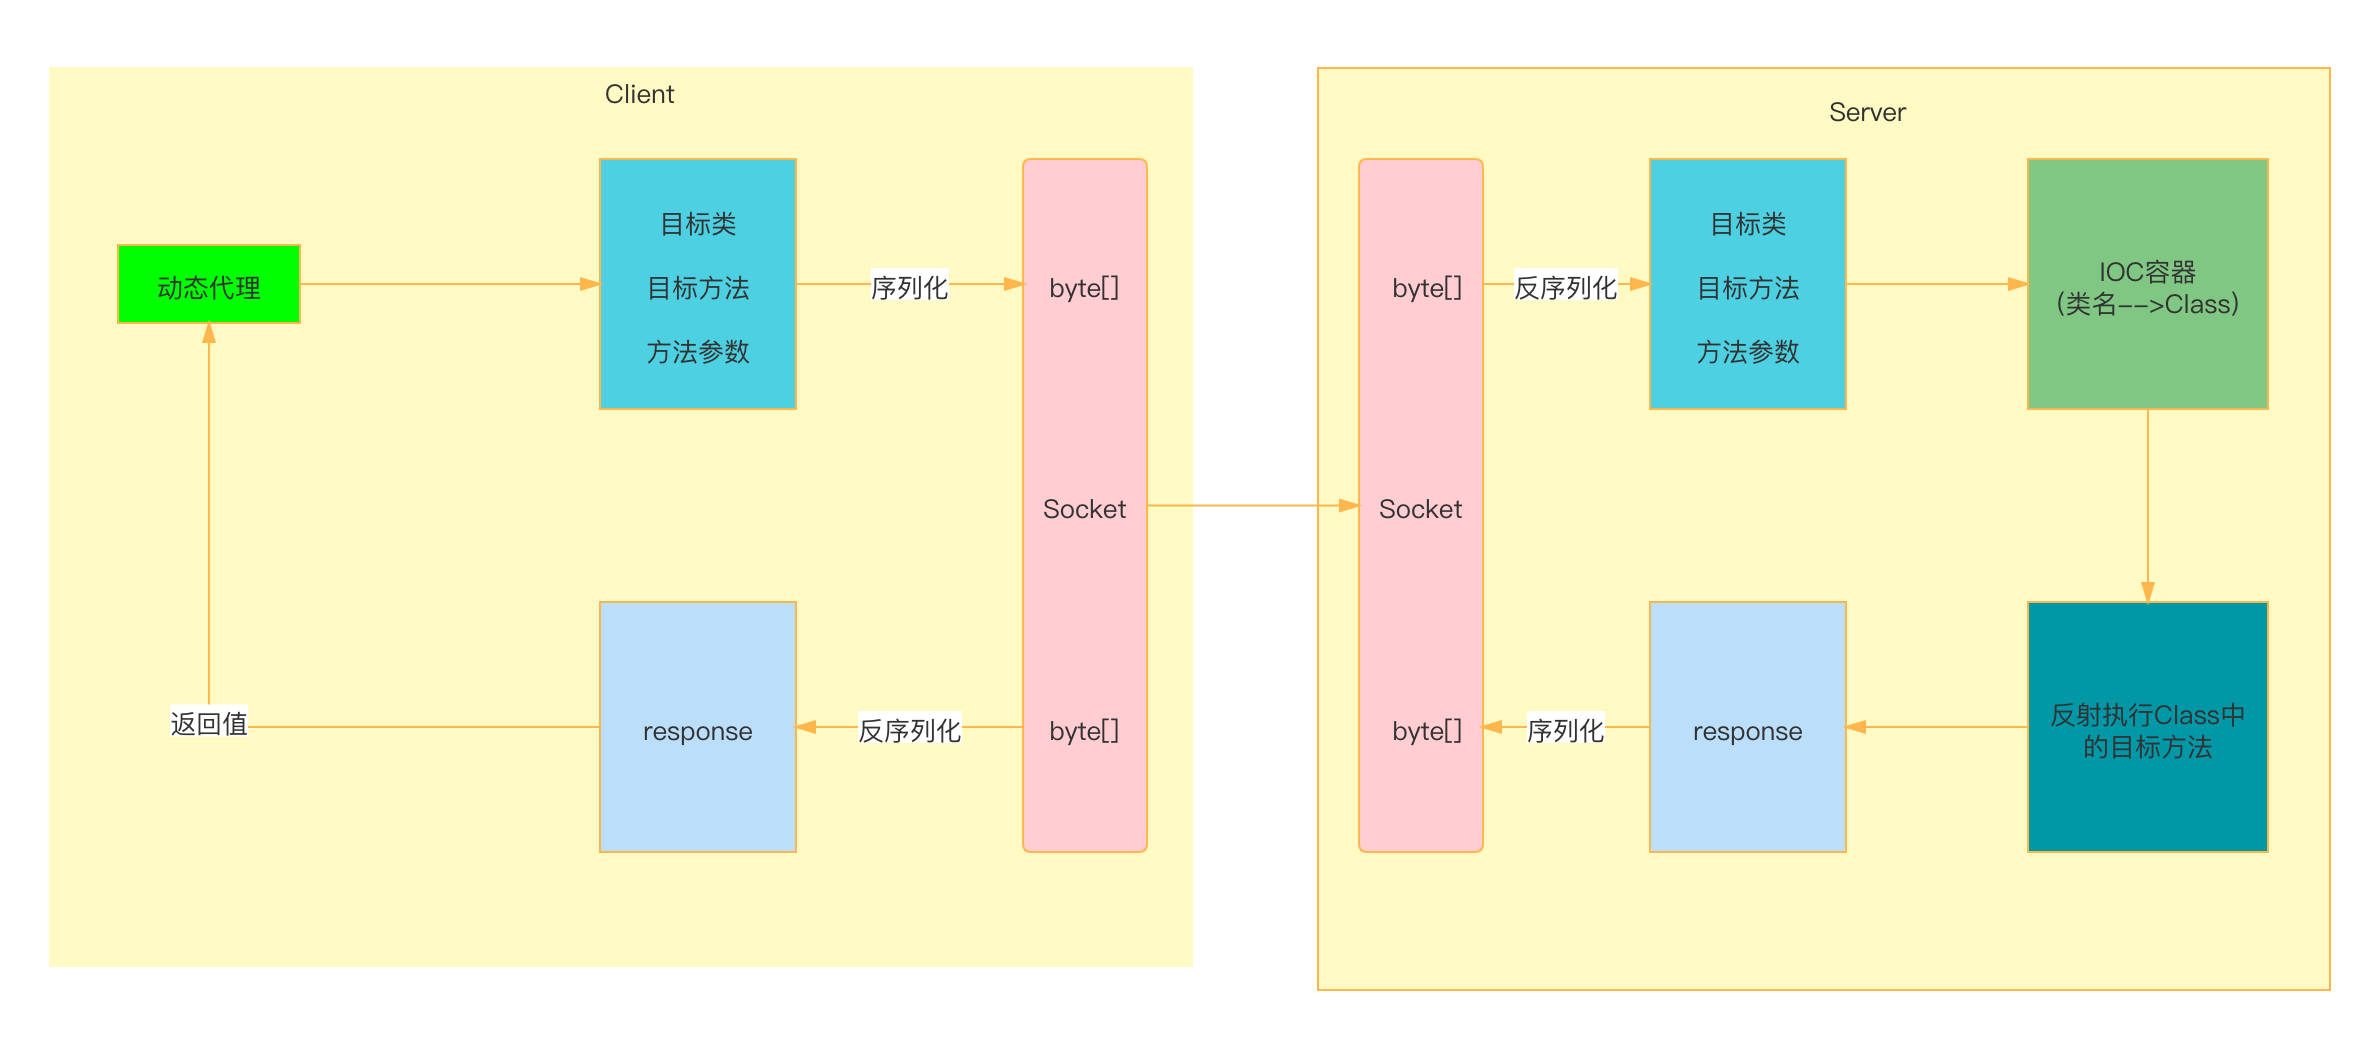 Client
动态代理
目标类
目标方法
方法参数
序列化
byte[]
Socket
byte[]
反序列化
response
返回值
Server
byte[]
反序列化
目标类
目标方法
方法参数
IOC容器
(类名-->Class)
Socket
反射执行Class中
的目标方法
response
序列化
byte[]